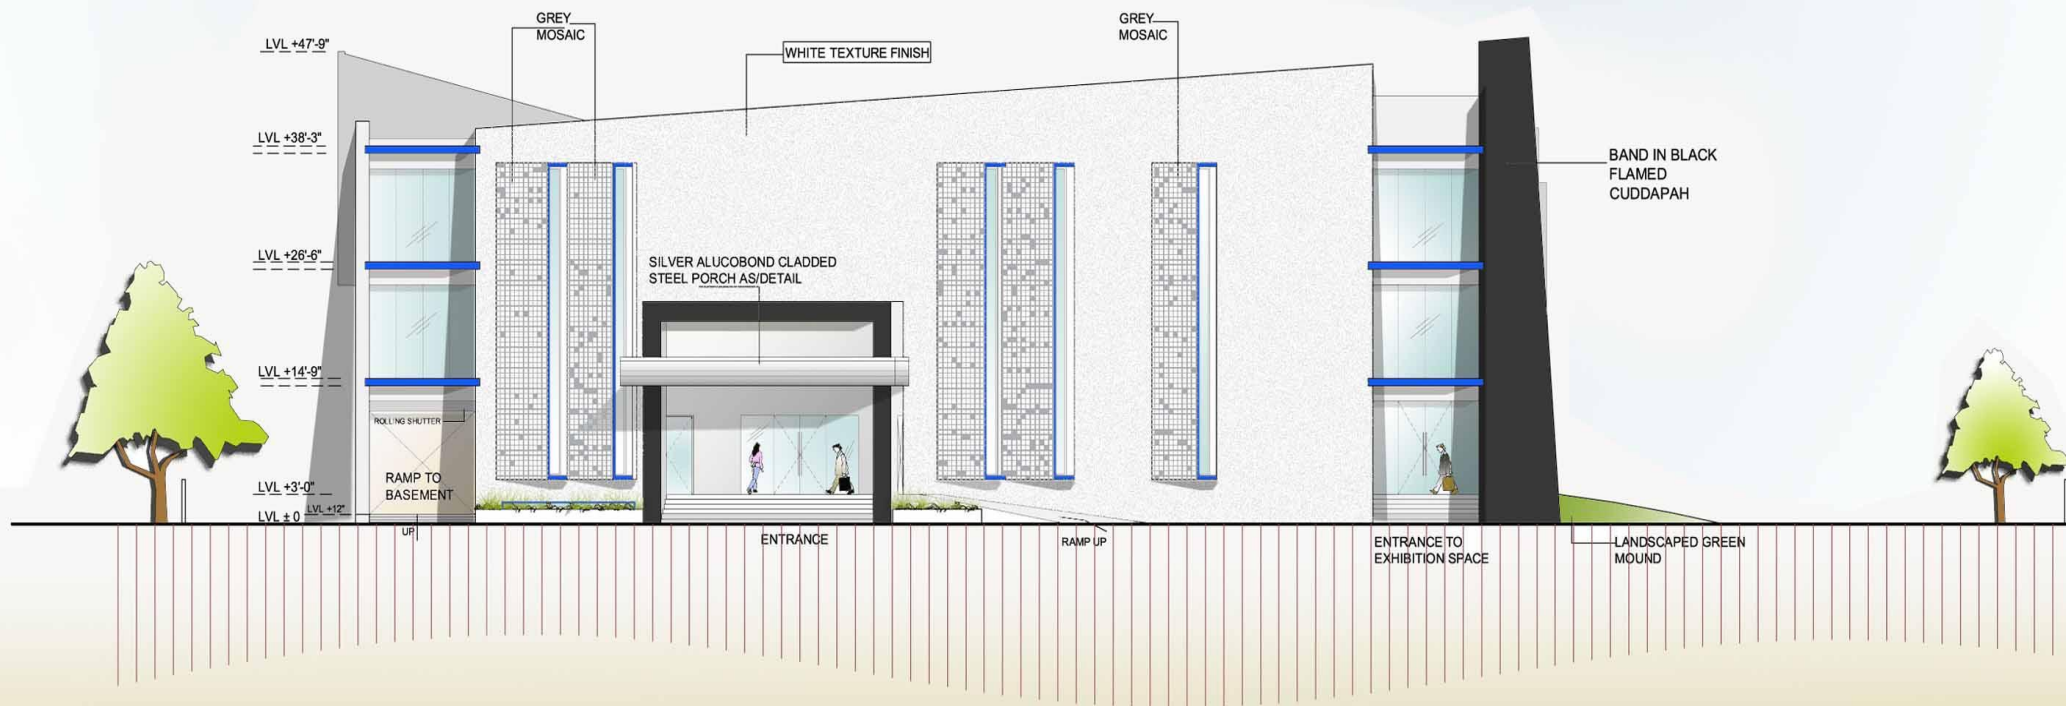 GREY
MOSAIC
GREY
MOSAIC
LVL +47'-9"
WHITE TEXTURE FINISH
LVL +38'-3"
BAND IN BLACK
FLAMED
CUDDAPAH
LVL +26'-6"
SILVER ALUCOBOND CLADDED
STEEL PORCH AS/DETAIL
LVL +14'-9"
ROLLING SHUTTER
RAMP TO
BASEMENT
LVL +3'-0"
LVL +12"
LVL ± 0
UP
ENTRANCE
RAMP UP
ENTRANCE TO
EXHIBITION SPACE
LANDSCAPED GREEN
MOUND